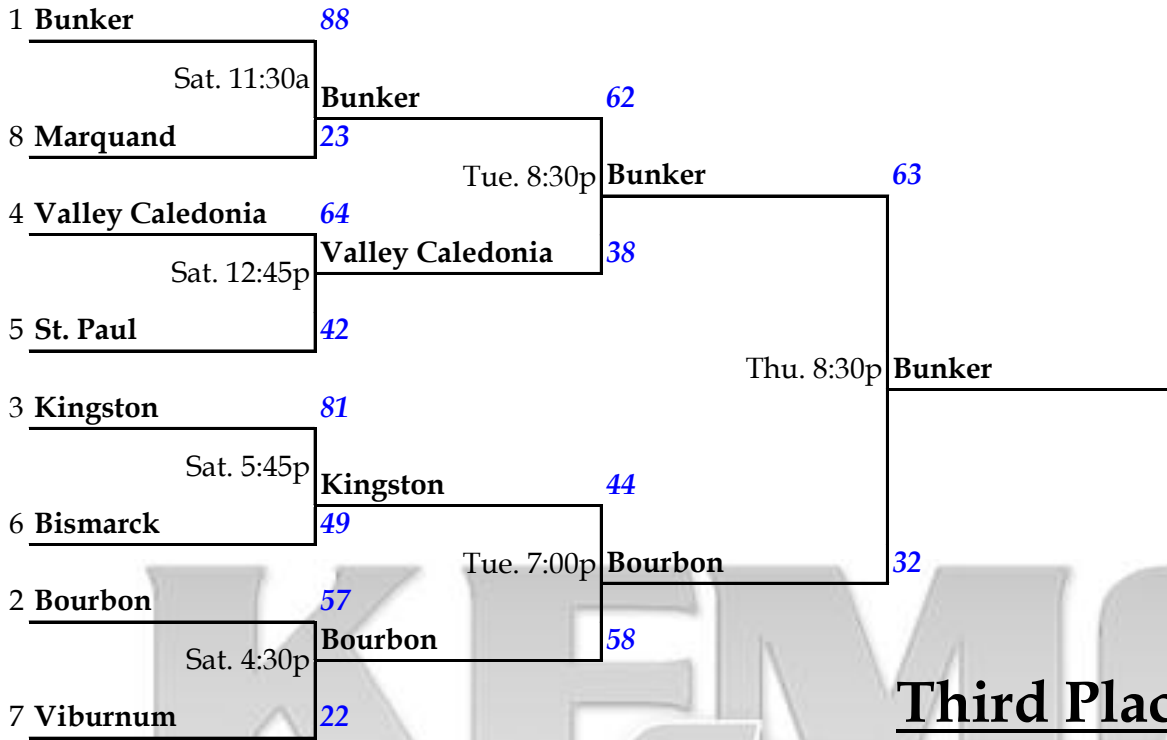 1 Bunker 88
Sat. 11:30a
Bunker 62
8 Marquand 23
Tue. 8:30p Bunker 63
4 Valley Caledonia 64
Valley Caledonia 38
Sat. 12:45p
5 St. Paul 42
Thu. 8:30p Bunker
3 Kingston 81
Sat. 5:45p
Kingston 44
6 Bismarck 49
Tue. 7:00p Bourbon 32
2 Bourbon 57
Bourbon 58
Sat. 4:30p
7 Viburnum 22
Third Plac
KFMO